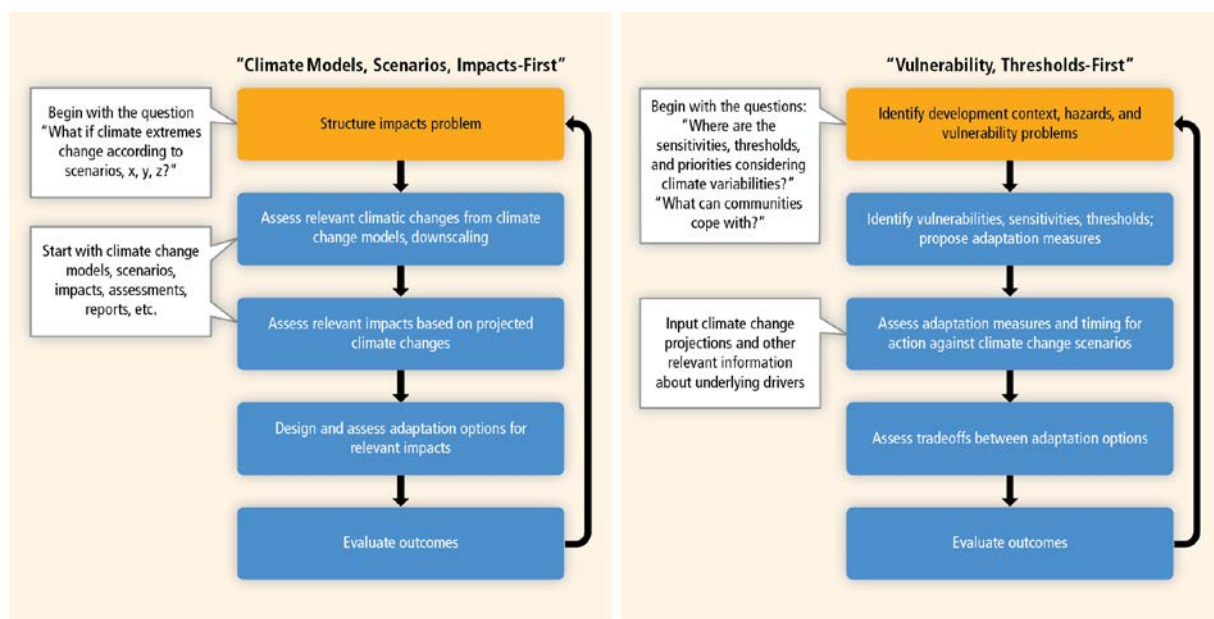 "Climate Models, Scenarios, Impacts-First"
Begin with the question
"What if climate extremes
change according to
scenarios, x, y, z?"
Structure impacts problem
Assess relevant climatic changes from climate
change models, downscaling
Start with climate change
models, scenarios,
impacts, assessments,
reports, etc.
Assess relevant impacts based on projected
climate changes
Design and assess adaptation options for
relevant impacts
Evaluate outcomes
"Vulnerability, Thresholds-First"
Begin with the questions:
"Where are the
sensitivities, thresholds,
and priorities considering
climate variabilities?"
"What can communities
cope with?"
Identify development context, hazards, and
vulnerability problems
Identify vulnerabilities, sensitivities, thresholds;
propose adaptation measures
Input climate change
projections and other
relevant information
about underlying drivers
Assess adaptation measures and timing for
action against climate change scenarios
Assess tradeoffs between adaptation options
Evaluate outcomes